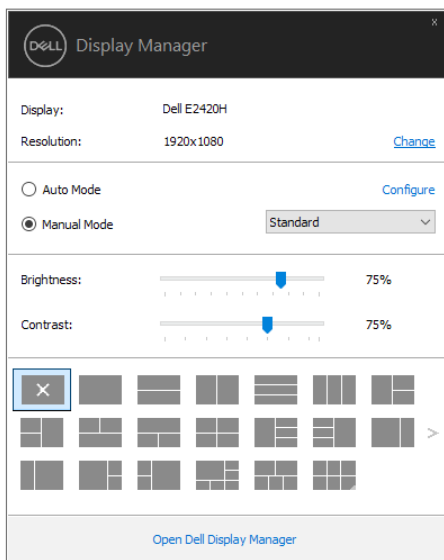 x
DELL Display Manager
Display: Dell E2420H
Resolution: 1920x1080 Change
Auto Mode Configure
Manual Mode Standard
Brightness: 75%
Contrast: 75%
Open Dell Display Manager